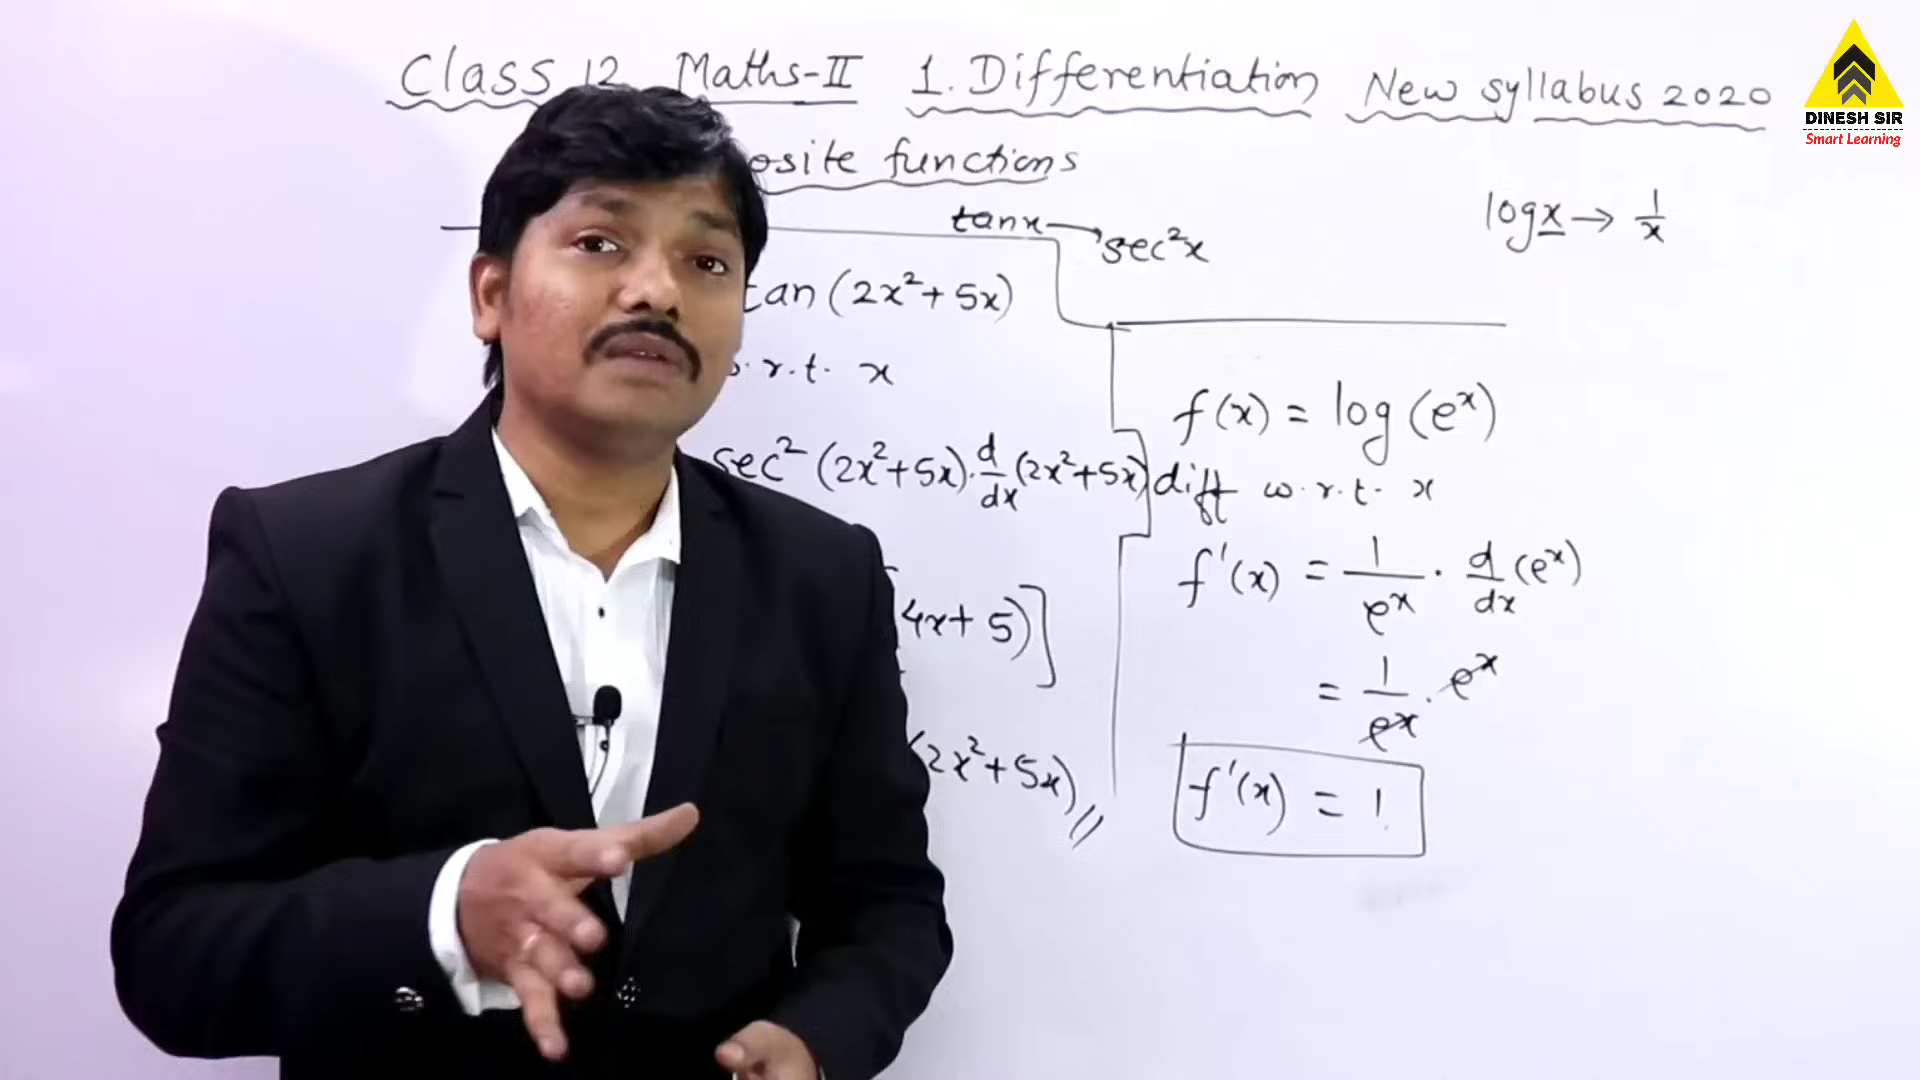 Class 12 Maths-II 1. Differentiation New syllabus 2020
DINESH SIR
Smart Learning
functions
tanx → sec²x
logx → 1/x
tan (2x² + 5x)
w.r.t. x
sec² (2x² + 5x) . d/dx (2x² + 5x)
4x + 5)]
(2x² + 5x) //
f(x) = log (eˣ)
diff w.r.t. x
f'(x) = 1/eˣ . d/dx (eˣ)
= 1/eˣ . eˣ
f'(x) = 1